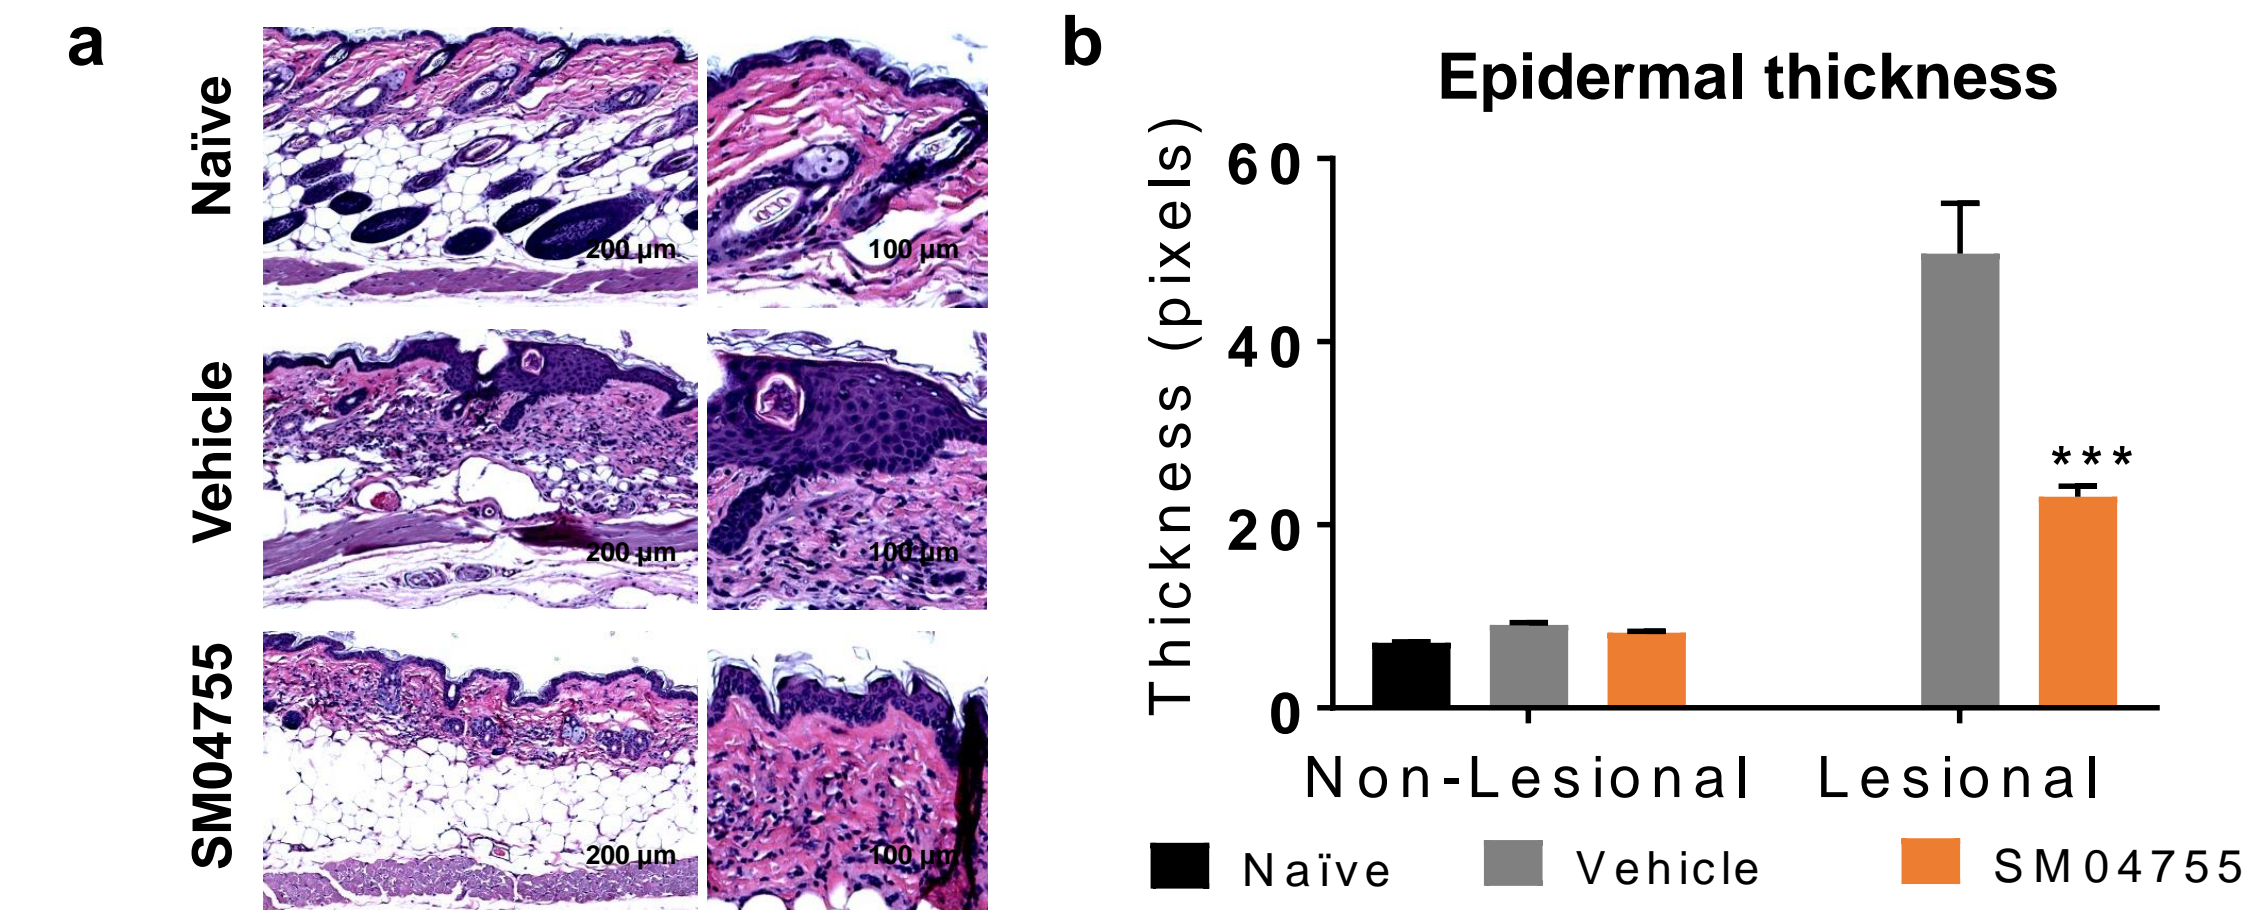 a
Naïve
200 µm
100 µm
Vehicle
200 µm
100 µm
SM04755
200 µm
100 µm
b
Epidermal thickness
Thickness (pixels)
60
40
20
0
***
Non-Lesional
Lesional
Naïve
Vehicle
SM04755